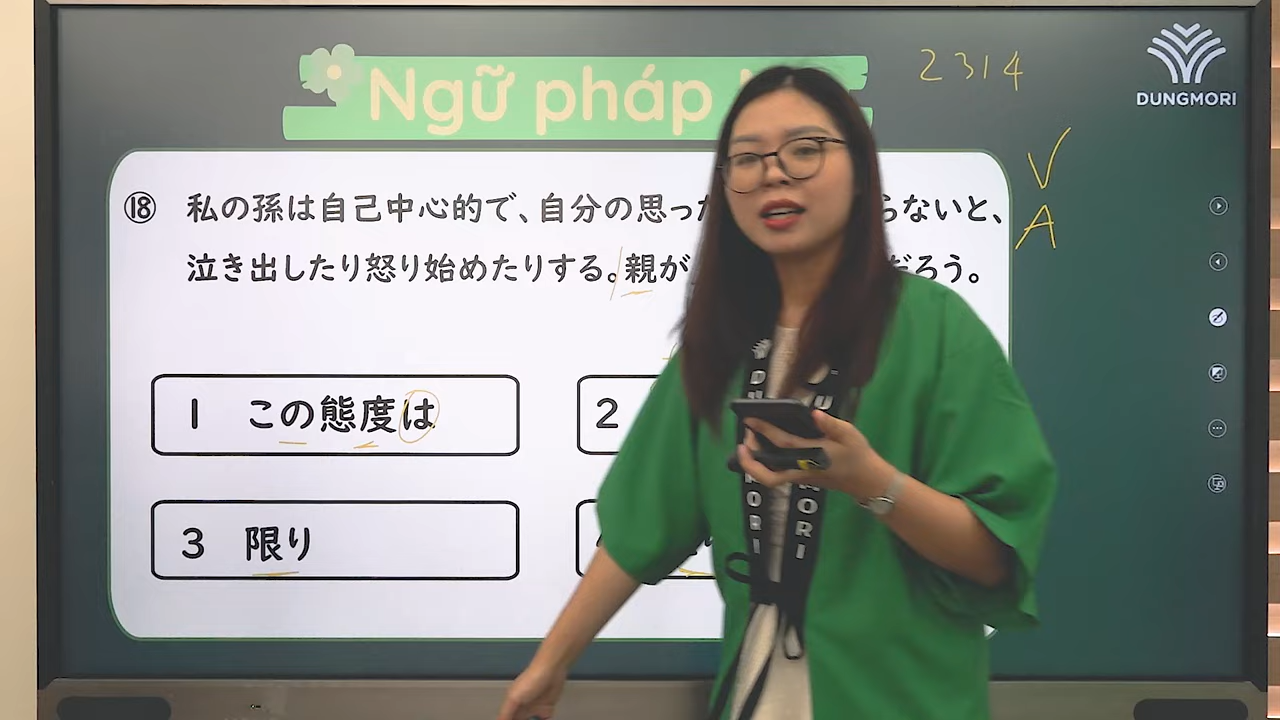 Ngữ pháp
2314
DUNGMORI
V
A
⑱ 私の孫は自己中心的で、自分の思っ らないと、
泣き出したり怒り始めたりする。親が だろう。
1 この態度は
2
3 限り